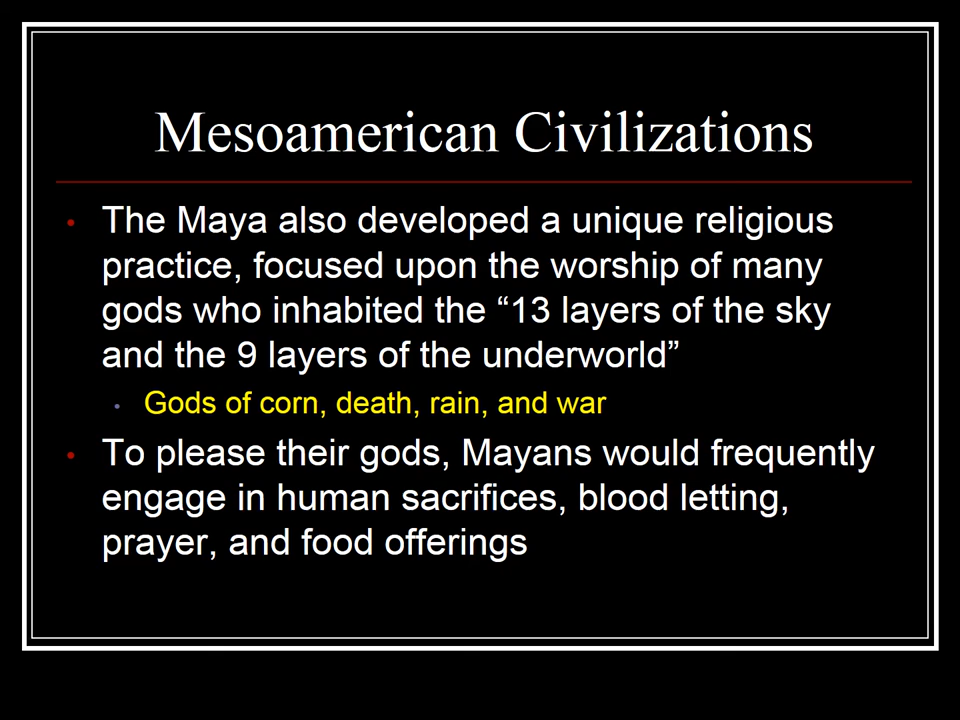 Mesoamerican Civilizations
• The Maya also developed a unique religious
practice, focused upon the worship of many
gods who inhabited the “13 layers of the sky
and the 9 layers of the underworld”
• Gods of corn, death, rain, and war
• To please their gods, Mayans would frequently
engage in human sacrifices, blood letting,
prayer, and food offerings